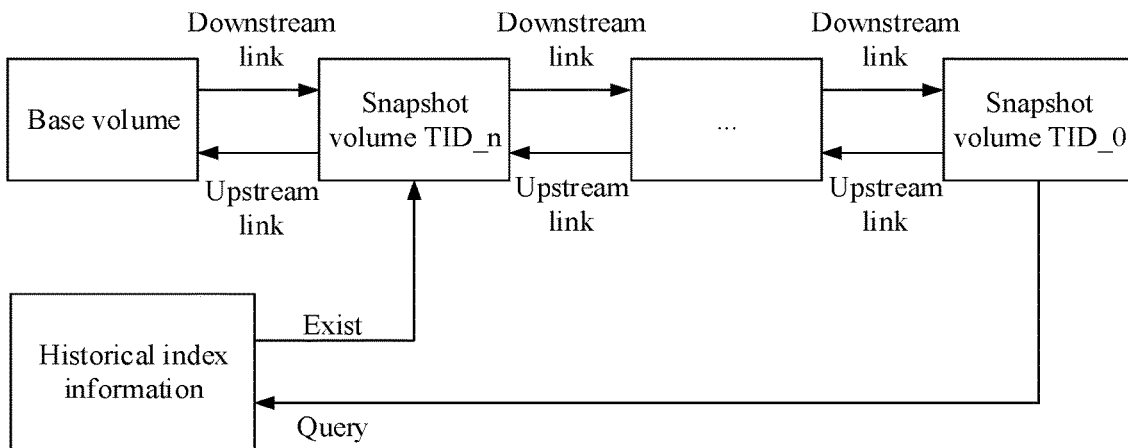 Downstream
link
Downstream
link
Downstream
link
Base volume
Snapshot
volume TID_n
...
Snapshot
volume TID_0
Upstream
link
Upstream
link
Upstream
link
Exist
Historical index
information
Query